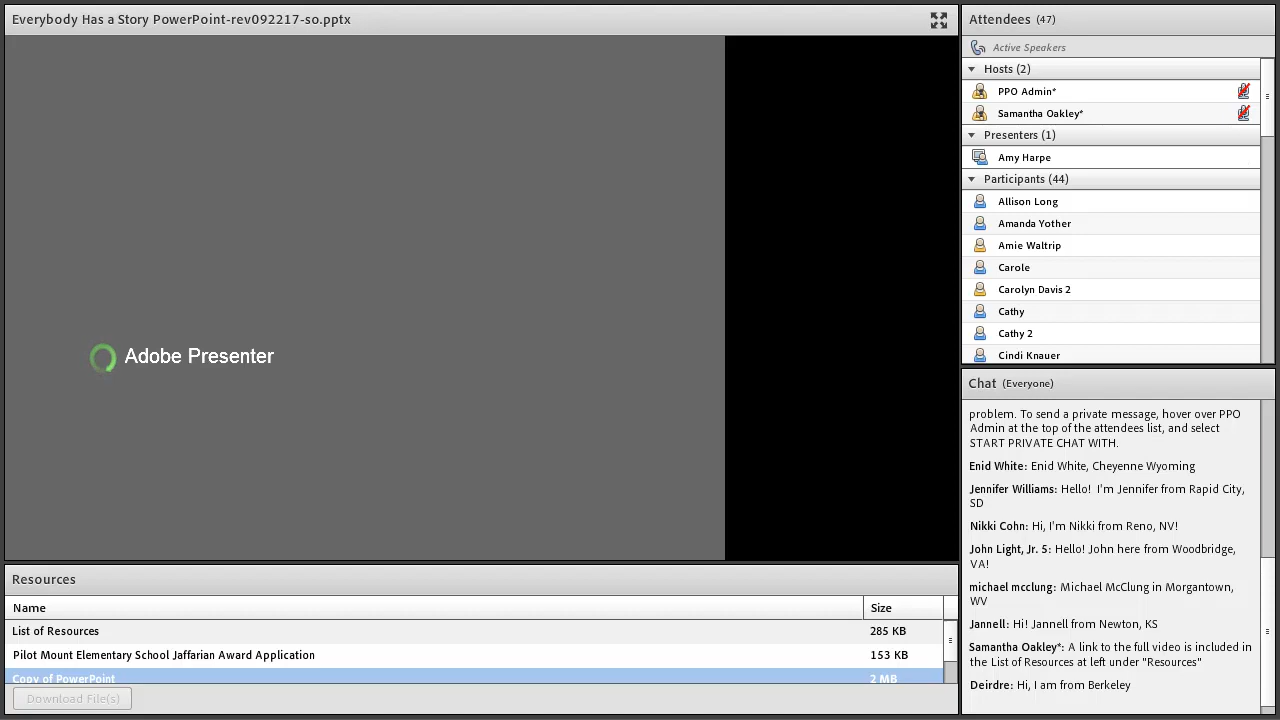 Everybody Has a Story PowerPoint-rev092217-so.pptx
Adobe Presenter
Resources
Name Size
List of Resources 285 KB
Pilot Mount Elementary School Jaffarian Award Application 153 KB
Copy of PowerPoint 2 MB
Download File(s)
Attendees (47)
Active Speakers
Hosts (2)
PPO Admin*
Samantha Oakley*
Presenters (1)
Amy Harpe
Participants (44)
Allison Long
Amanda Yother
Amie Waltrip
Carole
Carolyn Davis 2
Cathy
Cathy 2
Cindi Knauer
Chat (Everyone)
problem. To send a private message, hover over PPO
Admin at the top of the attendees list, and select
START PRIVATE CHAT WITH.
Enid White: Enid White, Cheyenne Wyoming
Jennifer Williams: Hello! I'm Jennifer from Rapid City,
SD
Nikki Cohn: Hi, I'm Nikki from Reno, NV!
John Light, Jr. 5: Hello! John here from Woodbridge,
VA!
michael mcclung: Michael McClung in Morgantown,
WV
Jannell: Hi! Jannell from Newton, KS
Samantha Oakley*: A link to the full video is included in
the List of Resources at left under "Resources"
Deirdre: Hi, I am from Berkeley